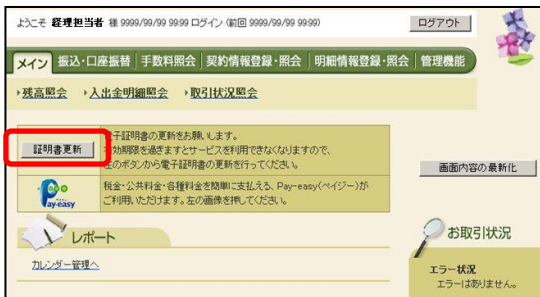 ようこそ 経理担当者 様 9999/99/99 99:99 ログイン (前回 9999/99/99 99:99)
ログアウト
メイン 振込・口座振替 手数料照会 契約情報登録・照会 明細情報登録・照会 管理機能
残高照会 入出金明細照会 取引状況照会
証明書更新
電子証明書の更新をお願いします。
有効期限を過ぎますとサービスを利用できなくなりますので、
左のボタンから電子証明書の更新を行ってください。
画面内容の最新化
Pay-easy
税金・公共料金・各種料金を簡単に支払える、Pay-easy(ペイジー)が
ご利用いただけます。左の画像を押してください。
レポート
カレンダー管理へ
お取引状況
エラー状況
エラーはありません。